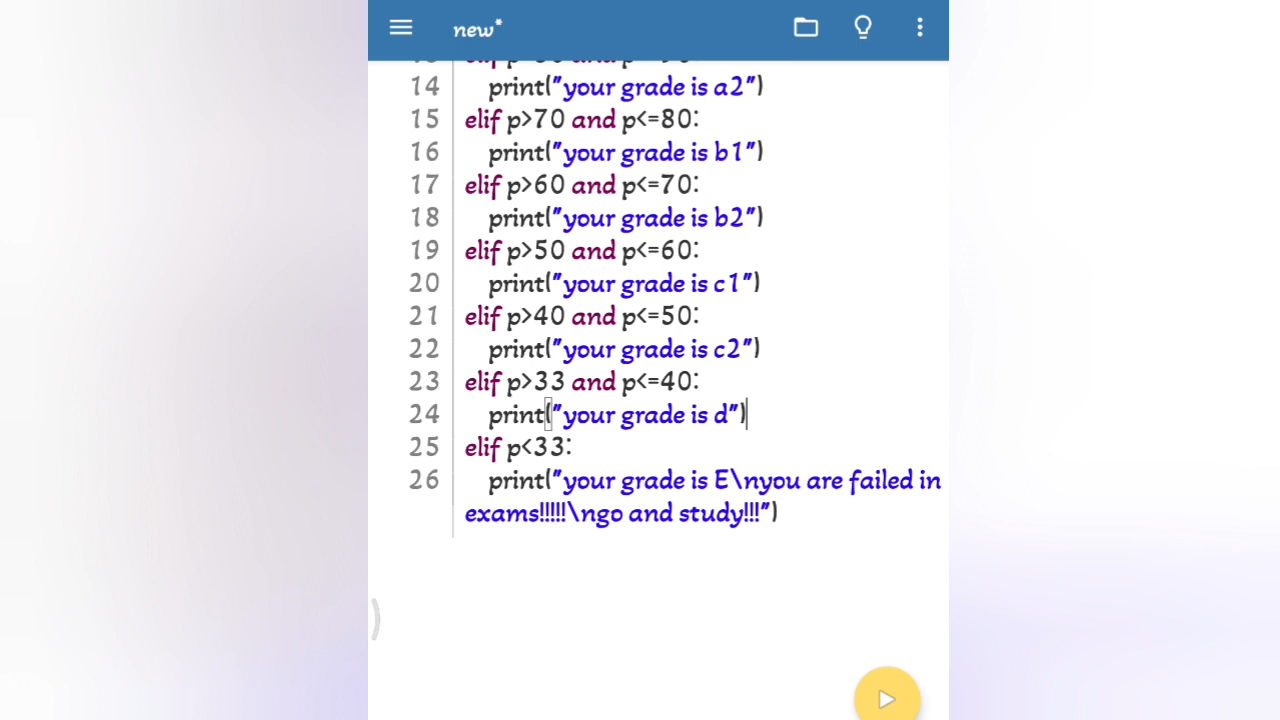 new*
14 print("your grade is a2")
15 elif p>70 and p<=80:
16 print("your grade is b1")
17 elif p>60 and p<=70:
18 print("your grade is b2")
19 elif p>50 and p<=60:
20 print("your grade is c1")
21 elif p>40 and p<=50:
22 print("your grade is c2")
23 elif p>33 and p<=40:
24 print("your grade is d")
25 elif p<33:
26 print("your grade is E\nyou are failed in
exams!!!!!\ngo and study!!!")